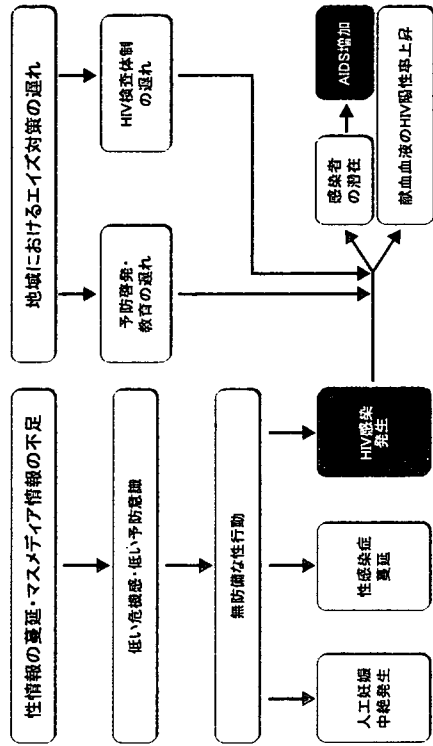 性情報の蔓延・マスメディア情報の不足
地域におけるエイズ対策の遅れ
低い危機感・低い予防意識
予防啓発・
教育の遅れ
HIV検査体制
の遅れ
無防備な性行動
人工妊娠
中絶発生
性感染症
蔓延
HIV感染
発生
感染者
の潜在
AIDS増加
献血血液のHIV陽性率上昇